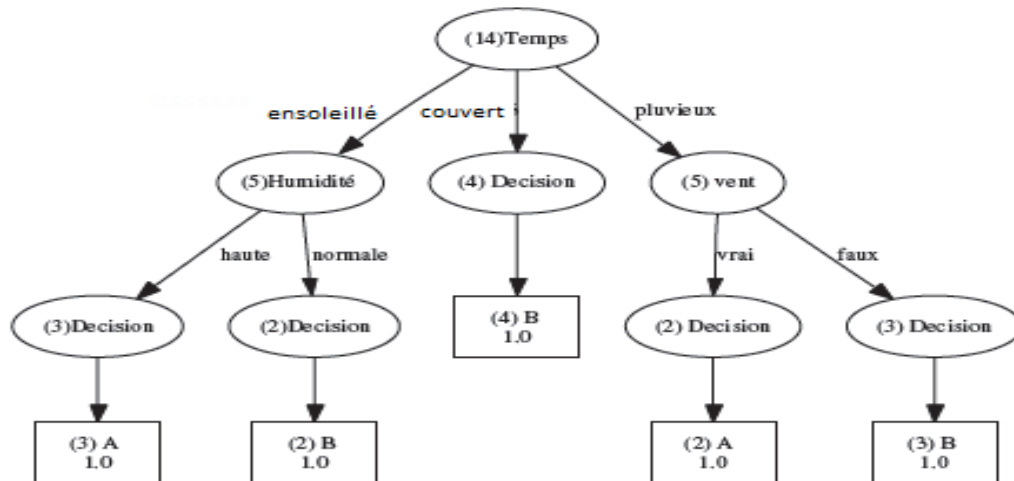 (14)Temps
ensoleillé
couvert
pluvieux
(5)Humidité
(4) Decision
(5) vent
haute
normale
vrai
faux
(3)Decision
(2)Decision
(4) B
1.0
(2) Decision
(3) Decision
(3) A
1.0
(2) B
1.0
(2) A
1.0
(3) B
1.0